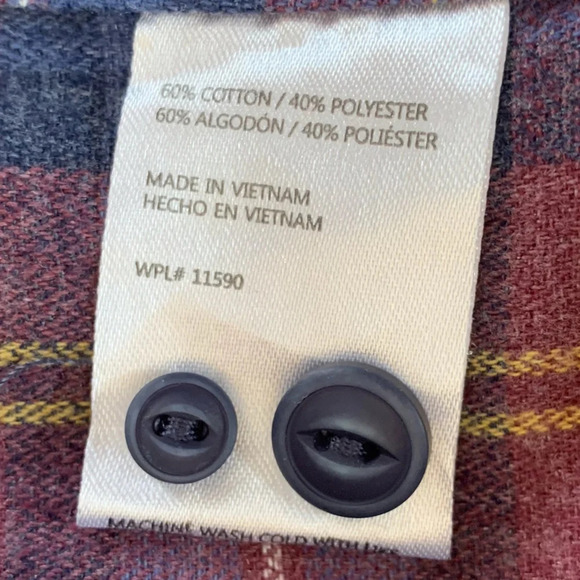 60% COTTON / 40% POLYESTER
60% ALGODÓN / 40% POLIÉSTER
MADE IN VIETNAM
HECHO EN VIETNAM
WPL# 11590
MACHINE WASH COLD WITH LIKE